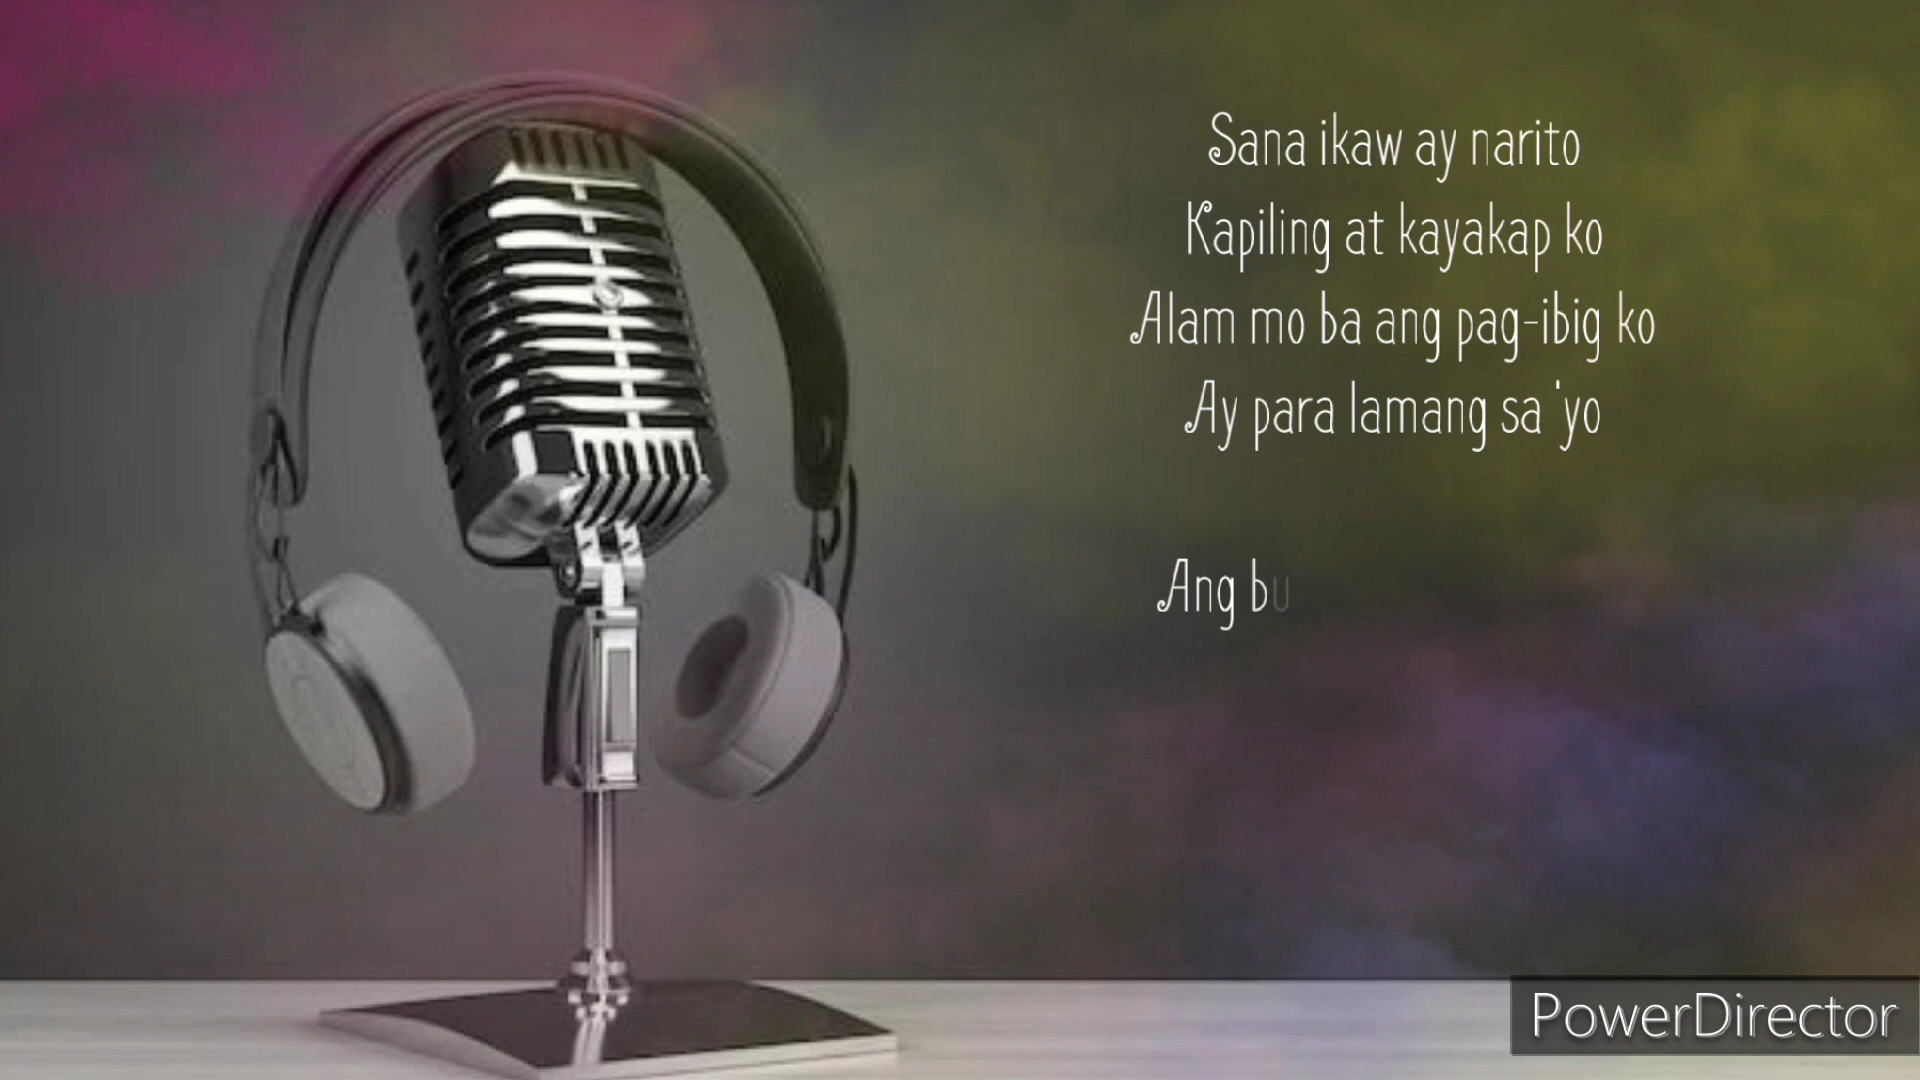 Sana ikaw ay narito
Kapiling at kayakap ko
Alam mo ba ang pag-ibig ko
Ay para lamang sa 'yo
Ang bu
PowerDirector